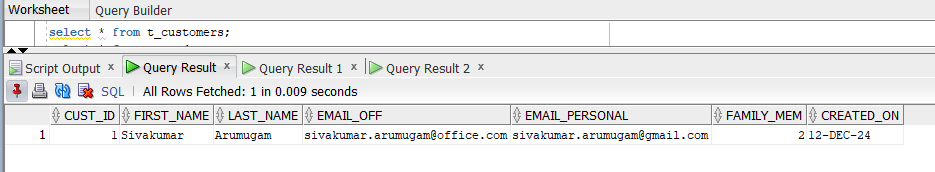 Worksheet Query Builder
select * from t_customers;
Script Output x Query Result x Query Result 1 x Query Result 2 x
SQL | All Rows Fetched: 1 in 0.009 seconds
CUST_ID FIRST_NAME LAST_NAME EMAIL_OFF EMAIL_PERSONAL FAMILY_MEM CREATED_ON
1 1 Sivakumar Arumugam sivakumar.arumugam@office.com sivakumar.arumugam@gmail.com 2 12-DEC-24